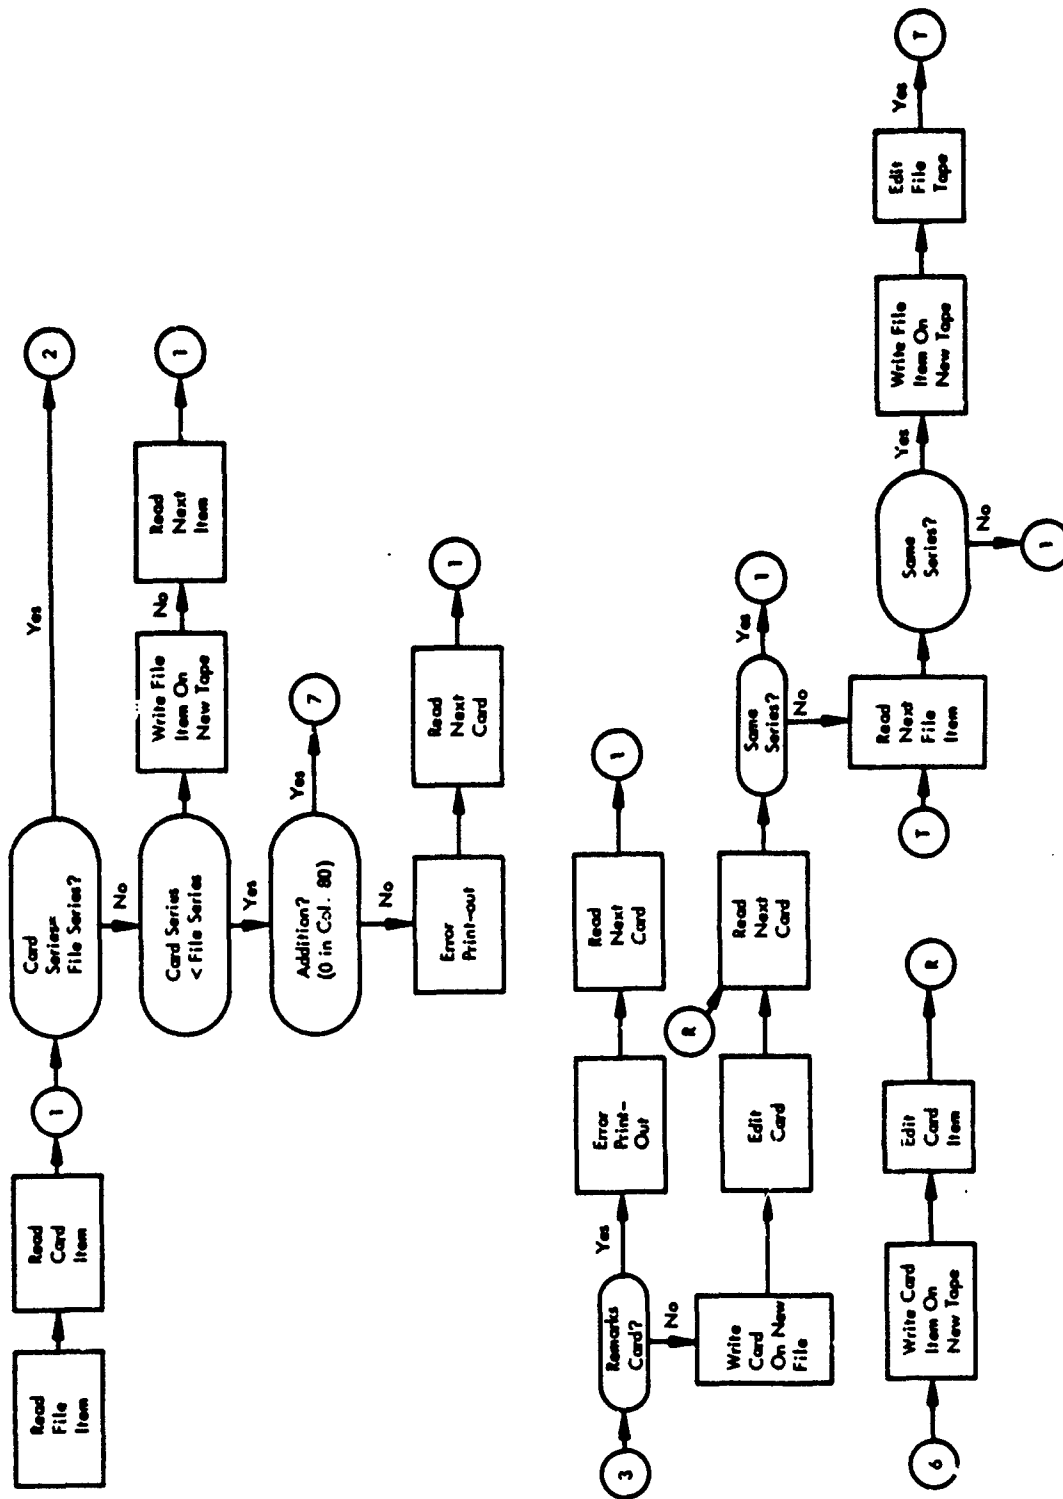 Read
File
Item
Read
Card
Item
1
Card
Series=
File Series?
Yes
2
No
Card Series
< File Series
Write File
Item On
New Tape
No
Read
Next
Item
1
Yes
Addition?
(0 in Col. 80)
Yes
7
No
Error
Print-out
Read
Next
Card
1
3
Remarks
Card?
Yes
Error
Print-
Out
Read
Next
Card
1
No
Write
Card
On New
File
Edit
Card
R
Read
Next
Card
Same
Series?
Yes
1
No
T
Read
Next
File
Item
Same
Series?
Yes
Write File
Item On
New Tape
Edit
File
Tape
Yes
T
No
1
6
Write Card
Item On
New Tape
Edit
Card
Item
R